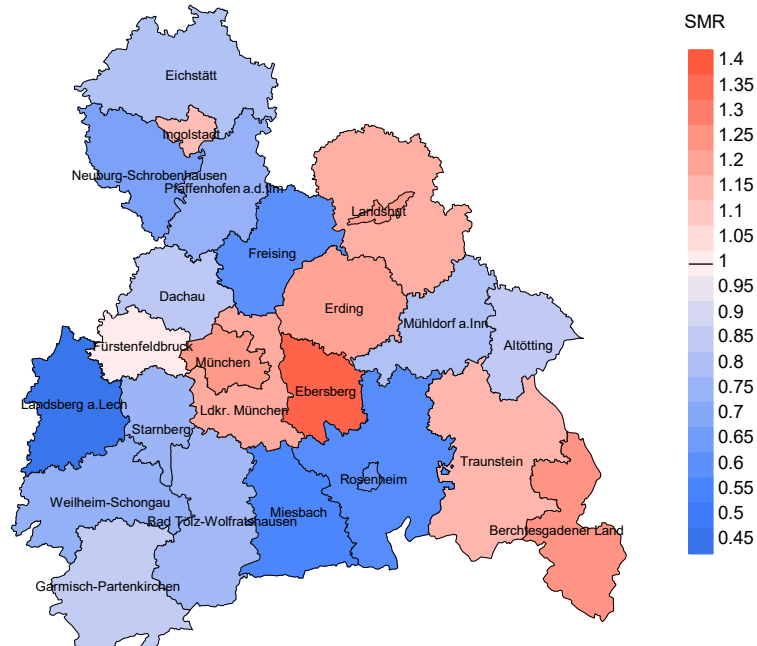 SMR
Eichstätt
Ingolstadt
Neuburg-Schrobenhausen
Pfaffenhofen a.d.Ilm
Landshut
Freising
Dachau
Erding
Mühldorf a.Inn
Fürstenfeldbruck
Altötting
München
Ebersberg
Landsberg a.Lech
Ldkr. München
Starnberg
Traunstein
Rosenheim
Weilheim-Schongau
Miesbach
Bad Tölz-Wolfratshausen
Berchtesgadener Land
Garmisch-Partenkirchen
1.4
1.35
1.3
1.25
1.2
1.15
1.1
1.05
1
0.95
0.9
0.85
0.8
0.75
0.7
0.65
0.6
0.55
0.5
0.45